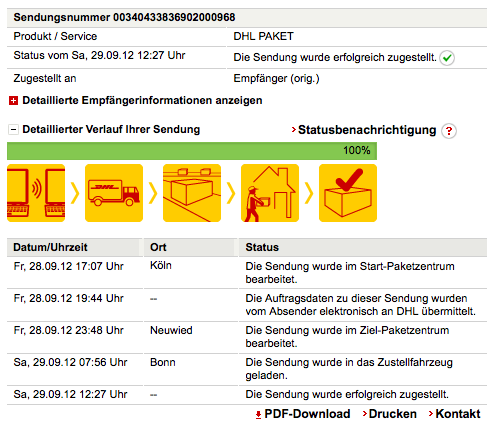 Sendungsnummer 00340433836902000968
Produkt / Service DHL PAKET
Status vom Sa, 29.09.12 12:27 Uhr Die Sendung wurde erfolgreich zugestellt.
Zugestellt an Empfänger (orig.)
Detaillierte Empfängerinformationen anzeigen
Detaillierter Verlauf Ihrer Sendung Statusbenachrichtigung ?
100%
DHL
Datum/Uhrzeit Ort Status
Fr, 28.09.12 17:07 Uhr Köln Die Sendung wurde im Start-Paketzentrum
bearbeitet.
Fr, 28.09.12 19:44 Uhr -- Die Auftragsdaten zu dieser Sendung wurden
vom Absender elektronisch an DHL übermittelt.
Fr, 28.09.12 23:48 Uhr Neuwied Die Sendung wurde im Ziel-Paketzentrum
bearbeitet.
Sa, 29.09.12 07:56 Uhr Bonn Die Sendung wurde in das Zustellfahrzeug
geladen.
Sa, 29.09.12 12:27 Uhr -- Die Sendung wurde erfolgreich zugestellt.
PDF-Download Drucken Kontakt